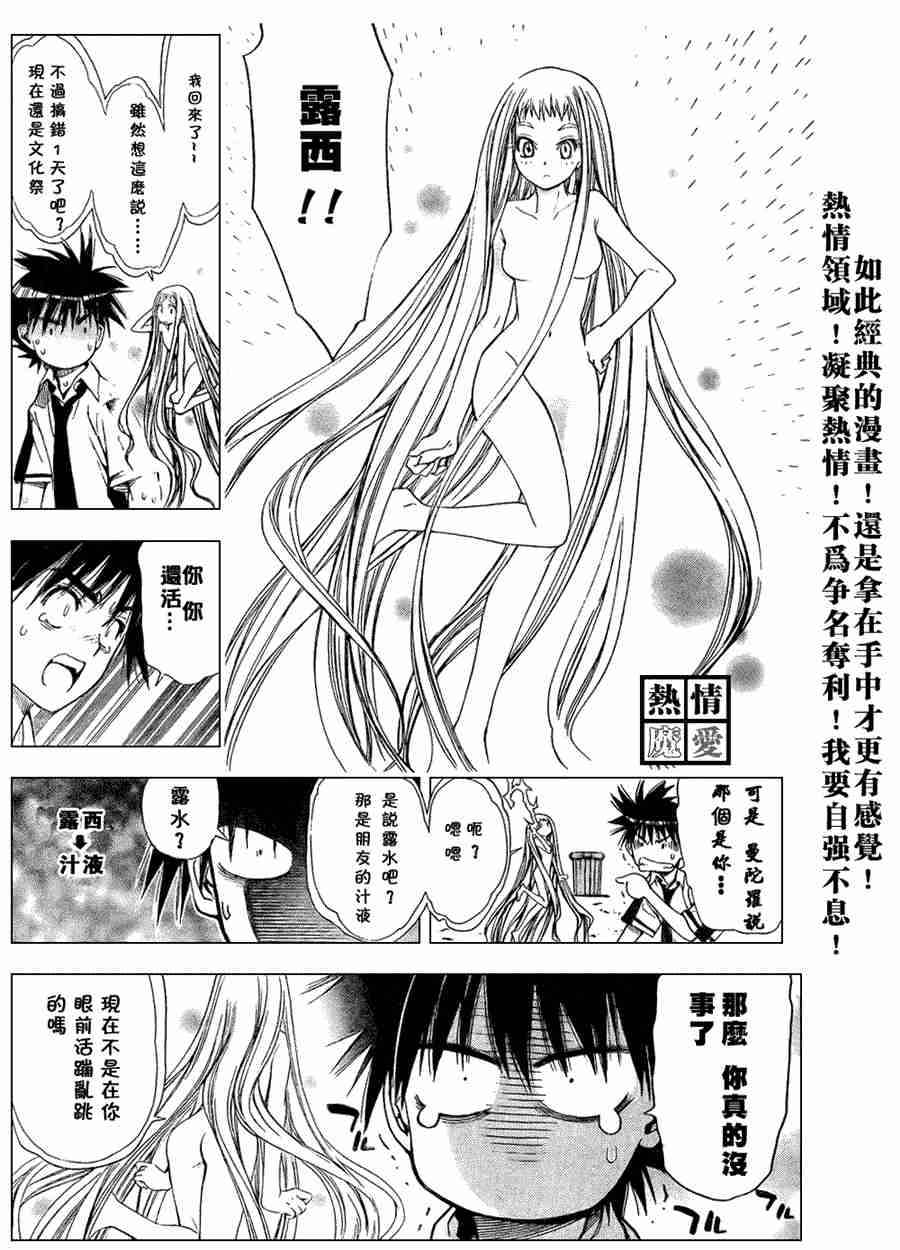 如此經典的漫畫！還是拿在手中才更有感覺！
熱情領域！凝聚熱情！不爲争名奪利！我要自强不息！
露西!!
我回來了~~
雖然想這麼說……
不過搞錯1天了吧？
現在還是文化祭
你你
還活…
熱情
魔愛
可是 曼陀羅說
那個是你…
呃？
嗯嗯
是説露水吧？
那是朋友的汁液
露水？
露西
➡
汁液
那麼 你真的沒
事了
現在不是在你
眼前活蹦亂跳
的嗎